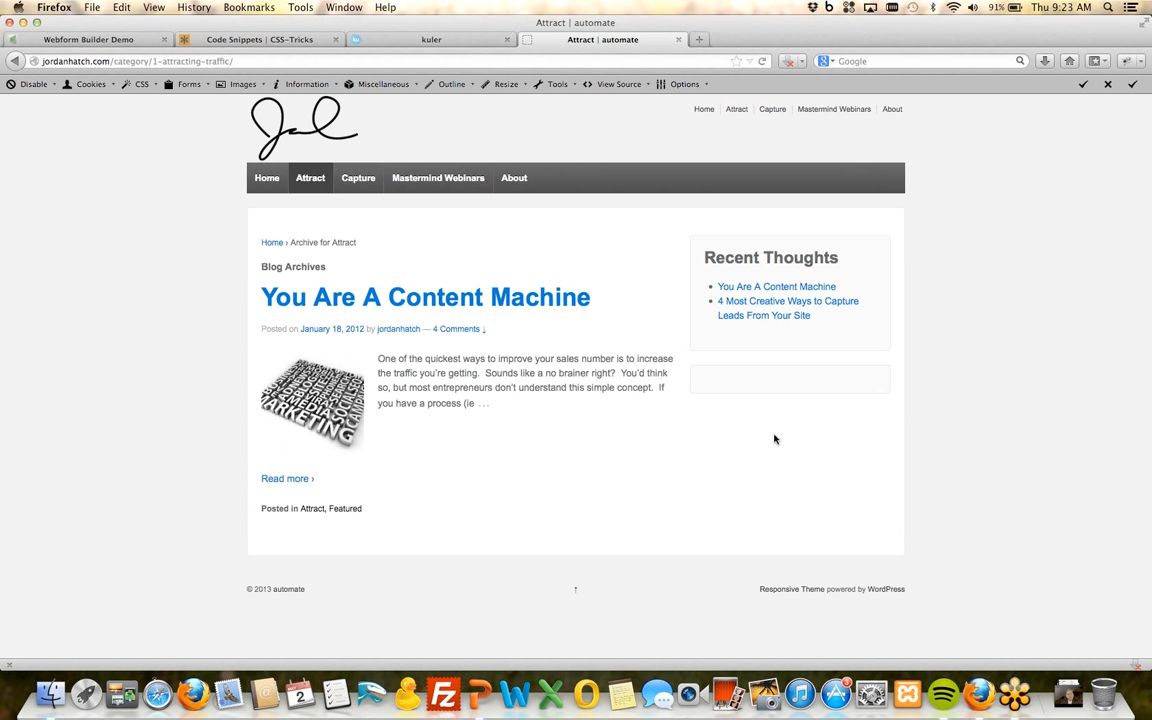 Firefox File Edit View History Bookmarks Tools Window Help 91% Thu 9:23 AM
Attract | automate
Webform Builder Demo Code Snippets | CSS-Tricks kuler Attract | automate
jordanhatch.com/category/1-attracting-traffic/ Google
Disable Cookies CSS Forms Images Information Miscellaneous Outline Resize Tools View Source Options
Home Attract Capture Mastermind Webinars About
Home Attract Capture Mastermind Webinars About
Home › Archive for Attract
Blog Archives
You Are A Content Machine
Posted on January 18, 2012 by jordanhatch — 4 Comments ↓
One of the quickest ways to improve your sales number is to increase
the traffic you're getting. Sounds like a no brainer right? You'd think
so, but most entrepreneurs don't understand this simple concept. If
you have a process (ie ...
MARKETING
Read more ›
Posted in Attract, Featured
Recent Thoughts
You Are A Content Machine
4 Most Creative Ways to Capture
Leads From Your Site
© 2013 automate ↑ Responsive Theme powered by WordPress